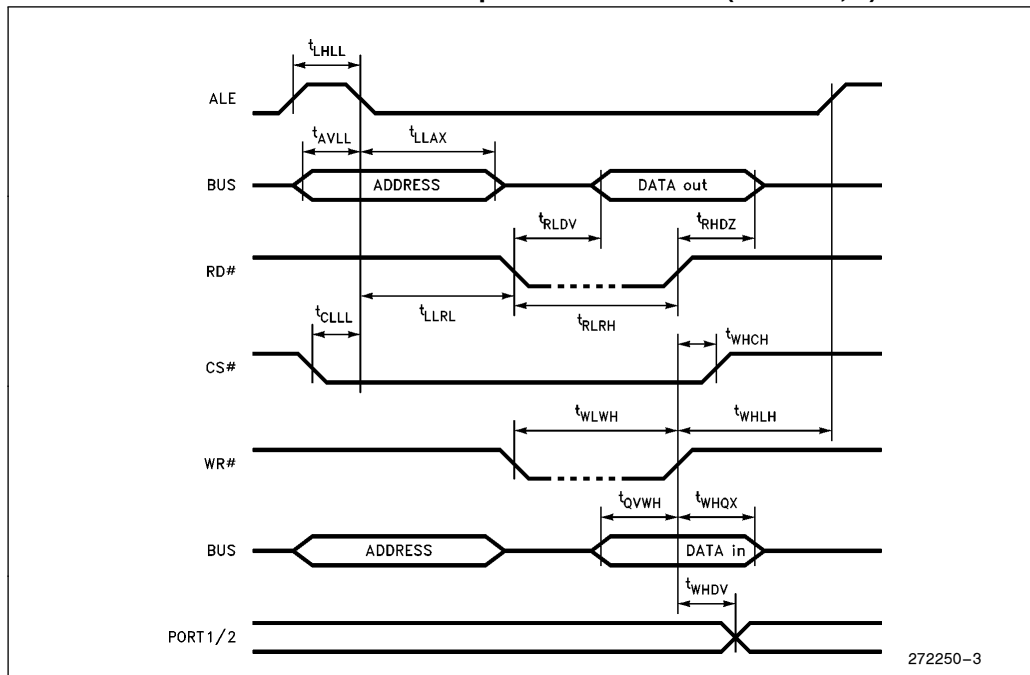 tLHLL
ALE
tAVLL
tLLAX
BUS
ADDRESS
DATA out
tRLDV
tRHDZ
RD#
tCLLL
tLLRL
tRLRH
tWHCH
CS#
tWLWH
tWHLH
WR#
tQVWH
tWHQX
BUS
ADDRESS
DATA in
tWHDV
PORT1/2
272250–3